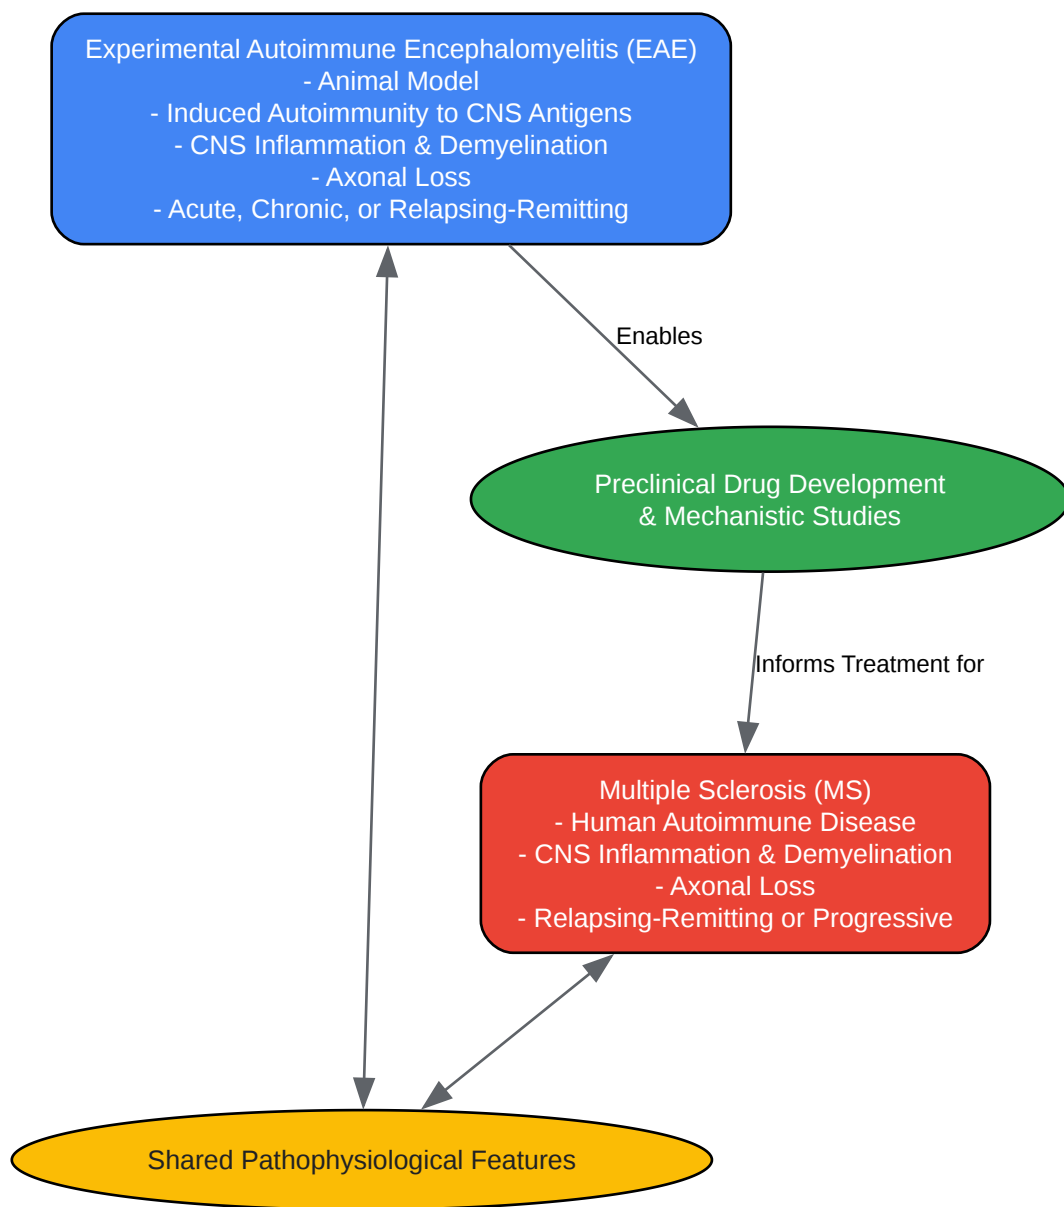 Experimental Autoimmune Encephalomyelitis (EAE)
- Animal Model
- Induced Autoimmunity to CNS Antigens
- CNS Inflammation & Demyelination
- Axonal Loss
- Acute, Chronic, or Relapsing-Remitting
Enables
Preclinical Drug Development
& Mechanistic Studies
Informs Treatment for
Multiple Sclerosis (MS)
- Human Autoimmune Disease
- CNS Inflammation & Demyelination
- Axonal Loss
- Relapsing-Remitting or Progressive
Shared Pathophysiological Features